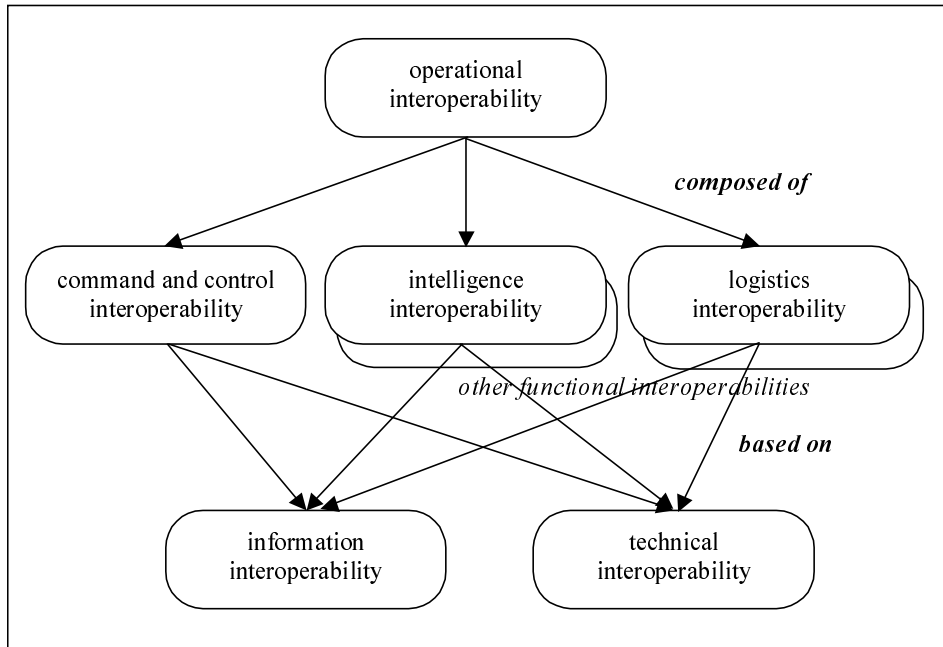 operational
interoperability
composed of
command and control
interoperability
intelligence
interoperability
logistics
interoperability
other functional interoperabilities
based on
information
interoperability
technical
interoperability